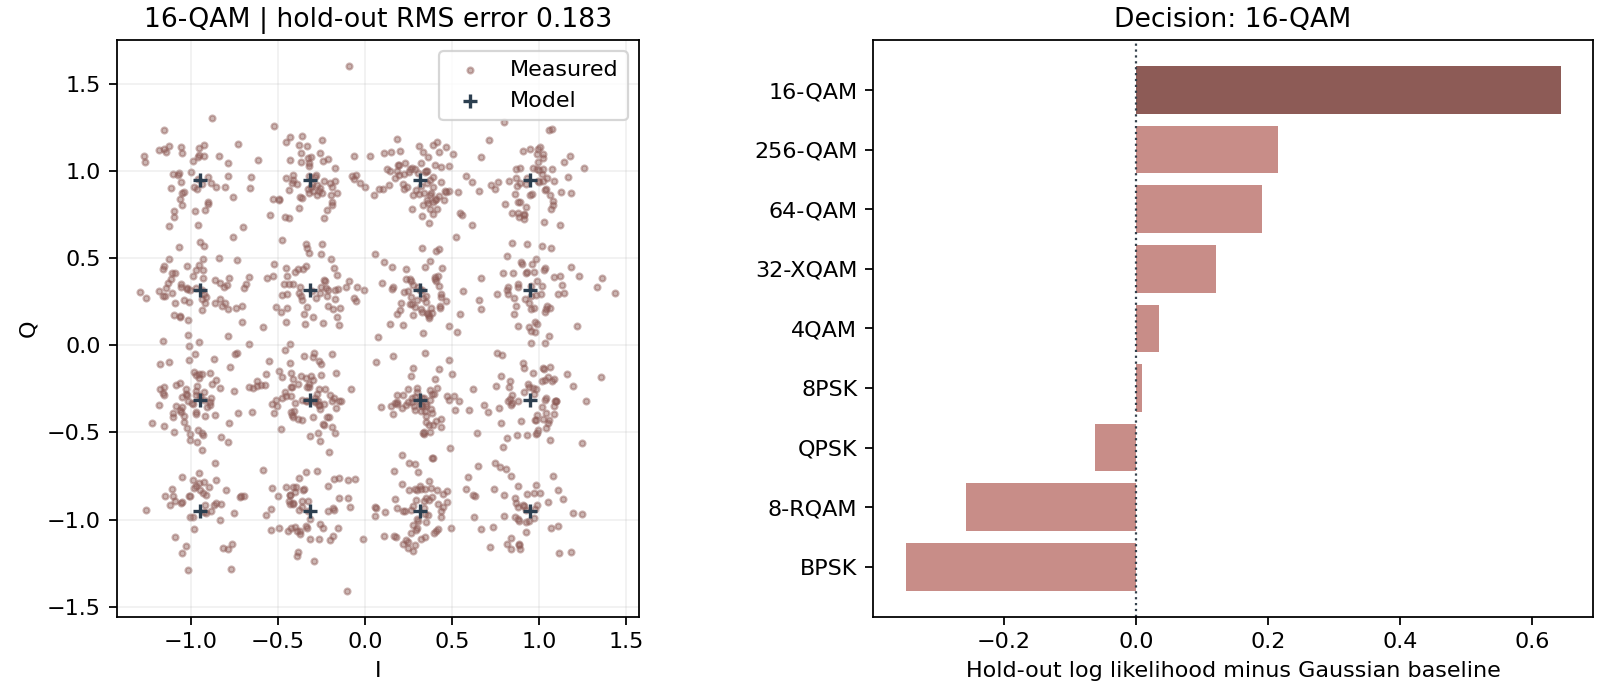 16-QAM | hold-out RMS error 0.183
Measured
Model
1.5
1.0
0.5
0.0
−0.5
−1.0
−1.5
Q
−1.0
−0.5
0.0
0.5
1.0
1.5
I
Decision: 16-QAM
16-QAM
256-QAM
64-QAM
32-XQAM
4QAM
8PSK
QPSK
8-RQAM
BPSK
−0.2
0.0
0.2
0.4
0.6
Hold-out log likelihood minus Gaussian baseline